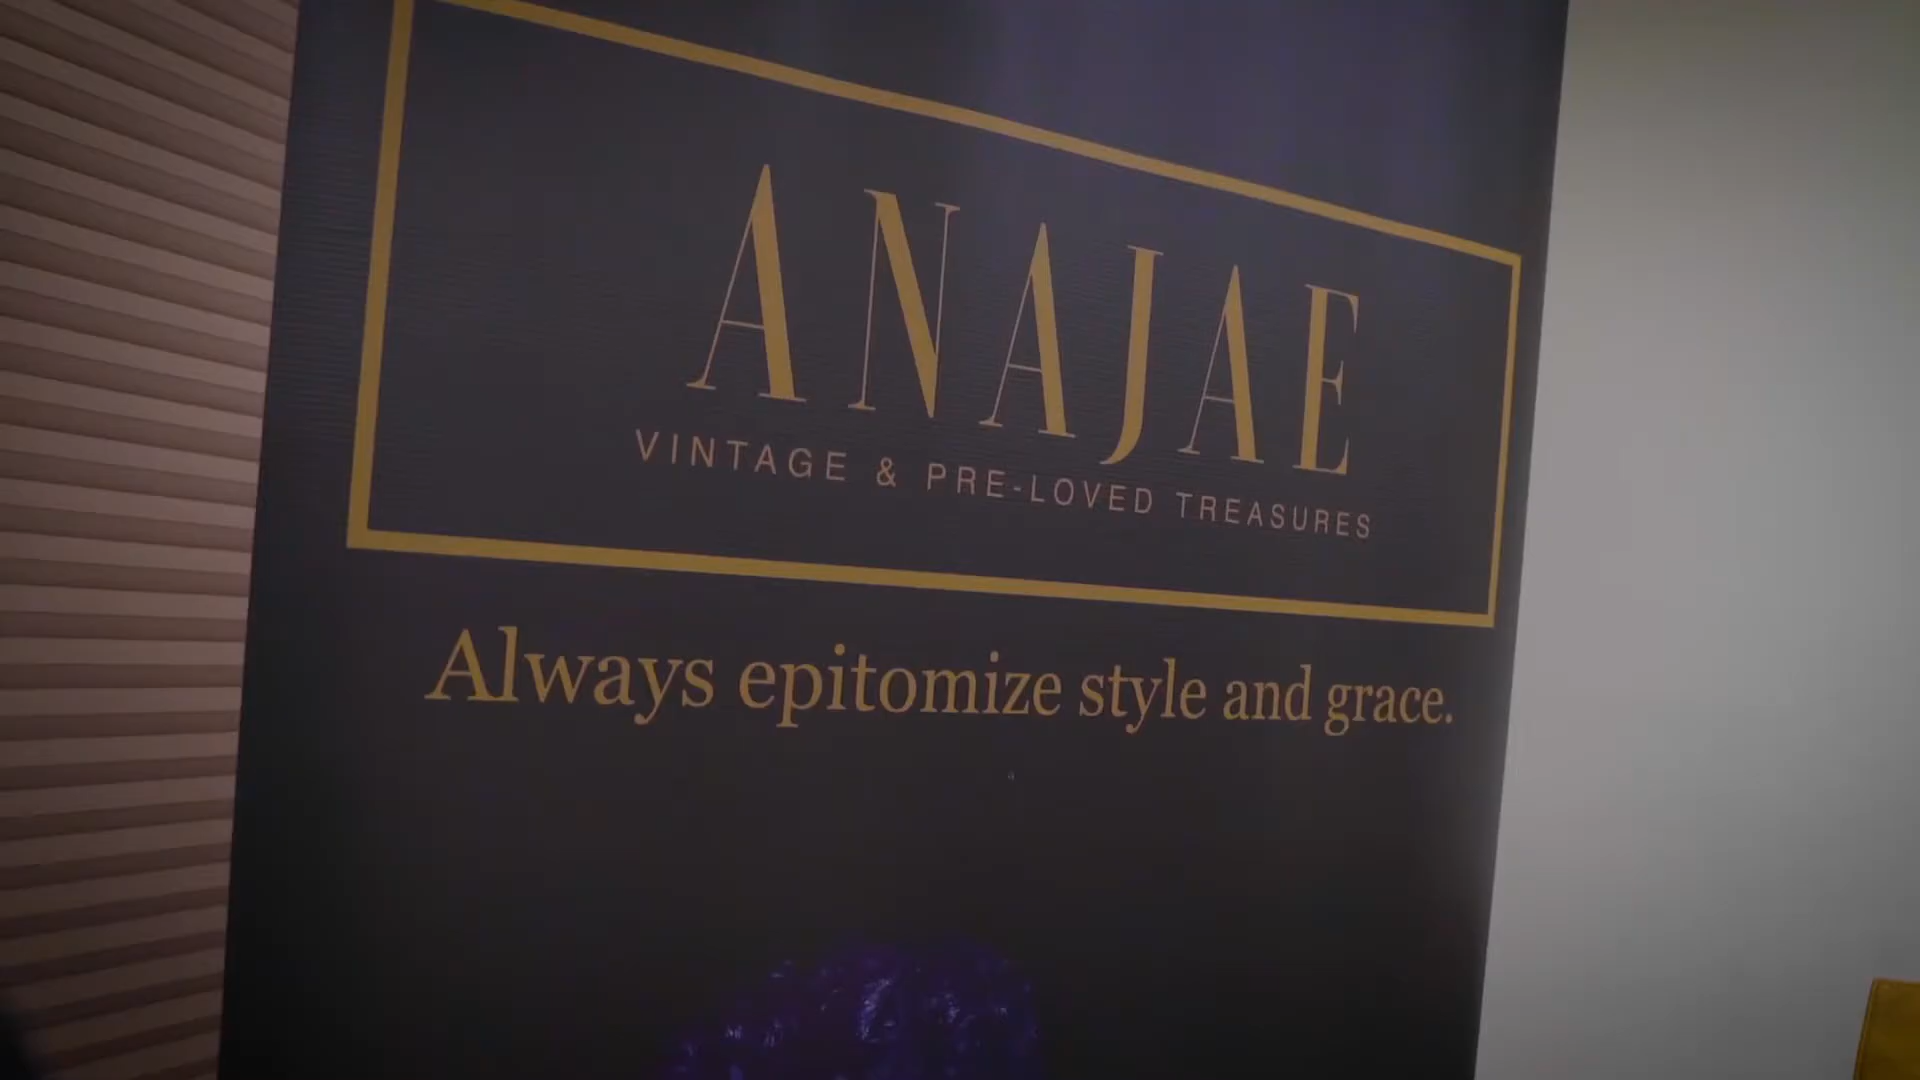 ANAJAE
VINTAGE & PRE-LOVED TREASURES
Always epitomize style and grace.